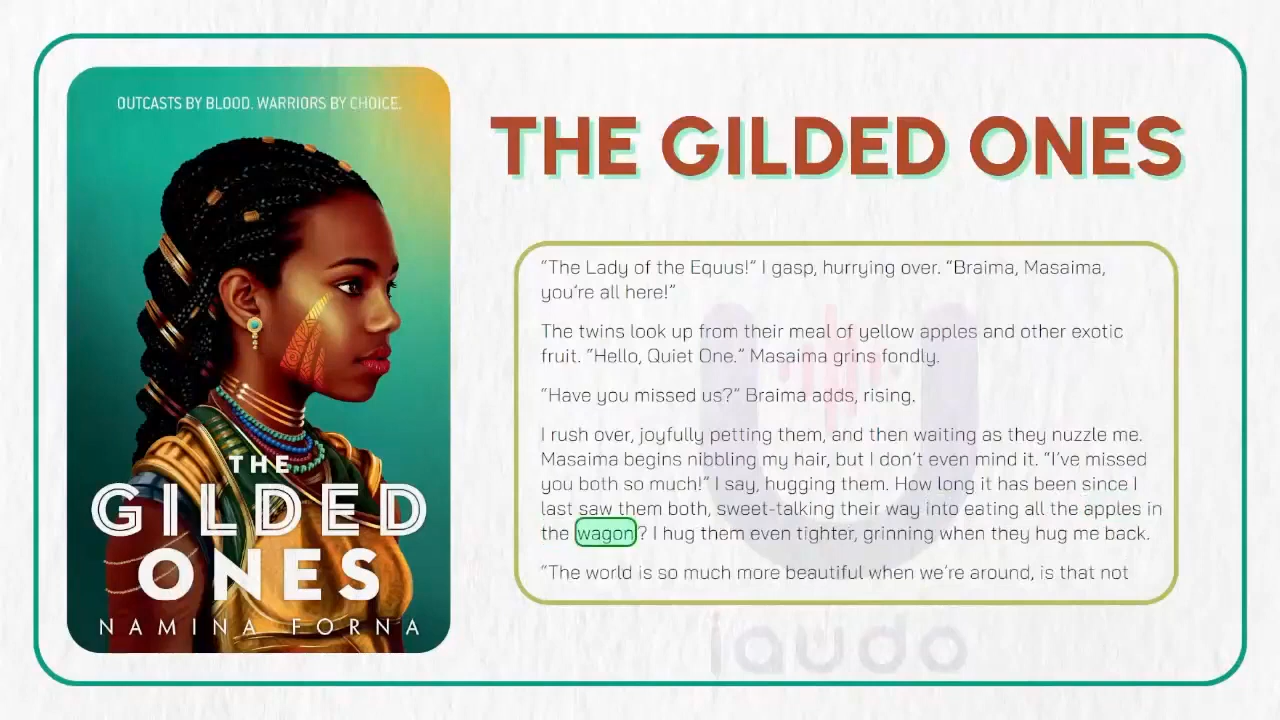 OUTCASTS BY BLOOD. WARRIORS BY CHOICE.
THE
GILDED
ONES
NAMINA FORNA
THE GILDED ONES
“The Lady of the Equus!” I gasp, hurrying over. “Braima, Masaima,
you’re all here!”
The twins look up from their meal of yellow apples and other exotic
fruit. “Hello, Quiet One.” Masaima grins fondly.
“Have you missed us?” Braima adds, rising.
I rush over, joyfully petting them, and then waiting as they nuzzle me.
Masaima begins nibbling my hair, but I don’t even mind it. “I’ve missed
you both so much!” I say, hugging them. How long it has been since I
last saw them both, sweet-talking their way into eating all the apples in
the wagon? I hug them even tighter, grinning when they hug me back.
“The world is so much more beautiful when we’re around, is that not
iaudo